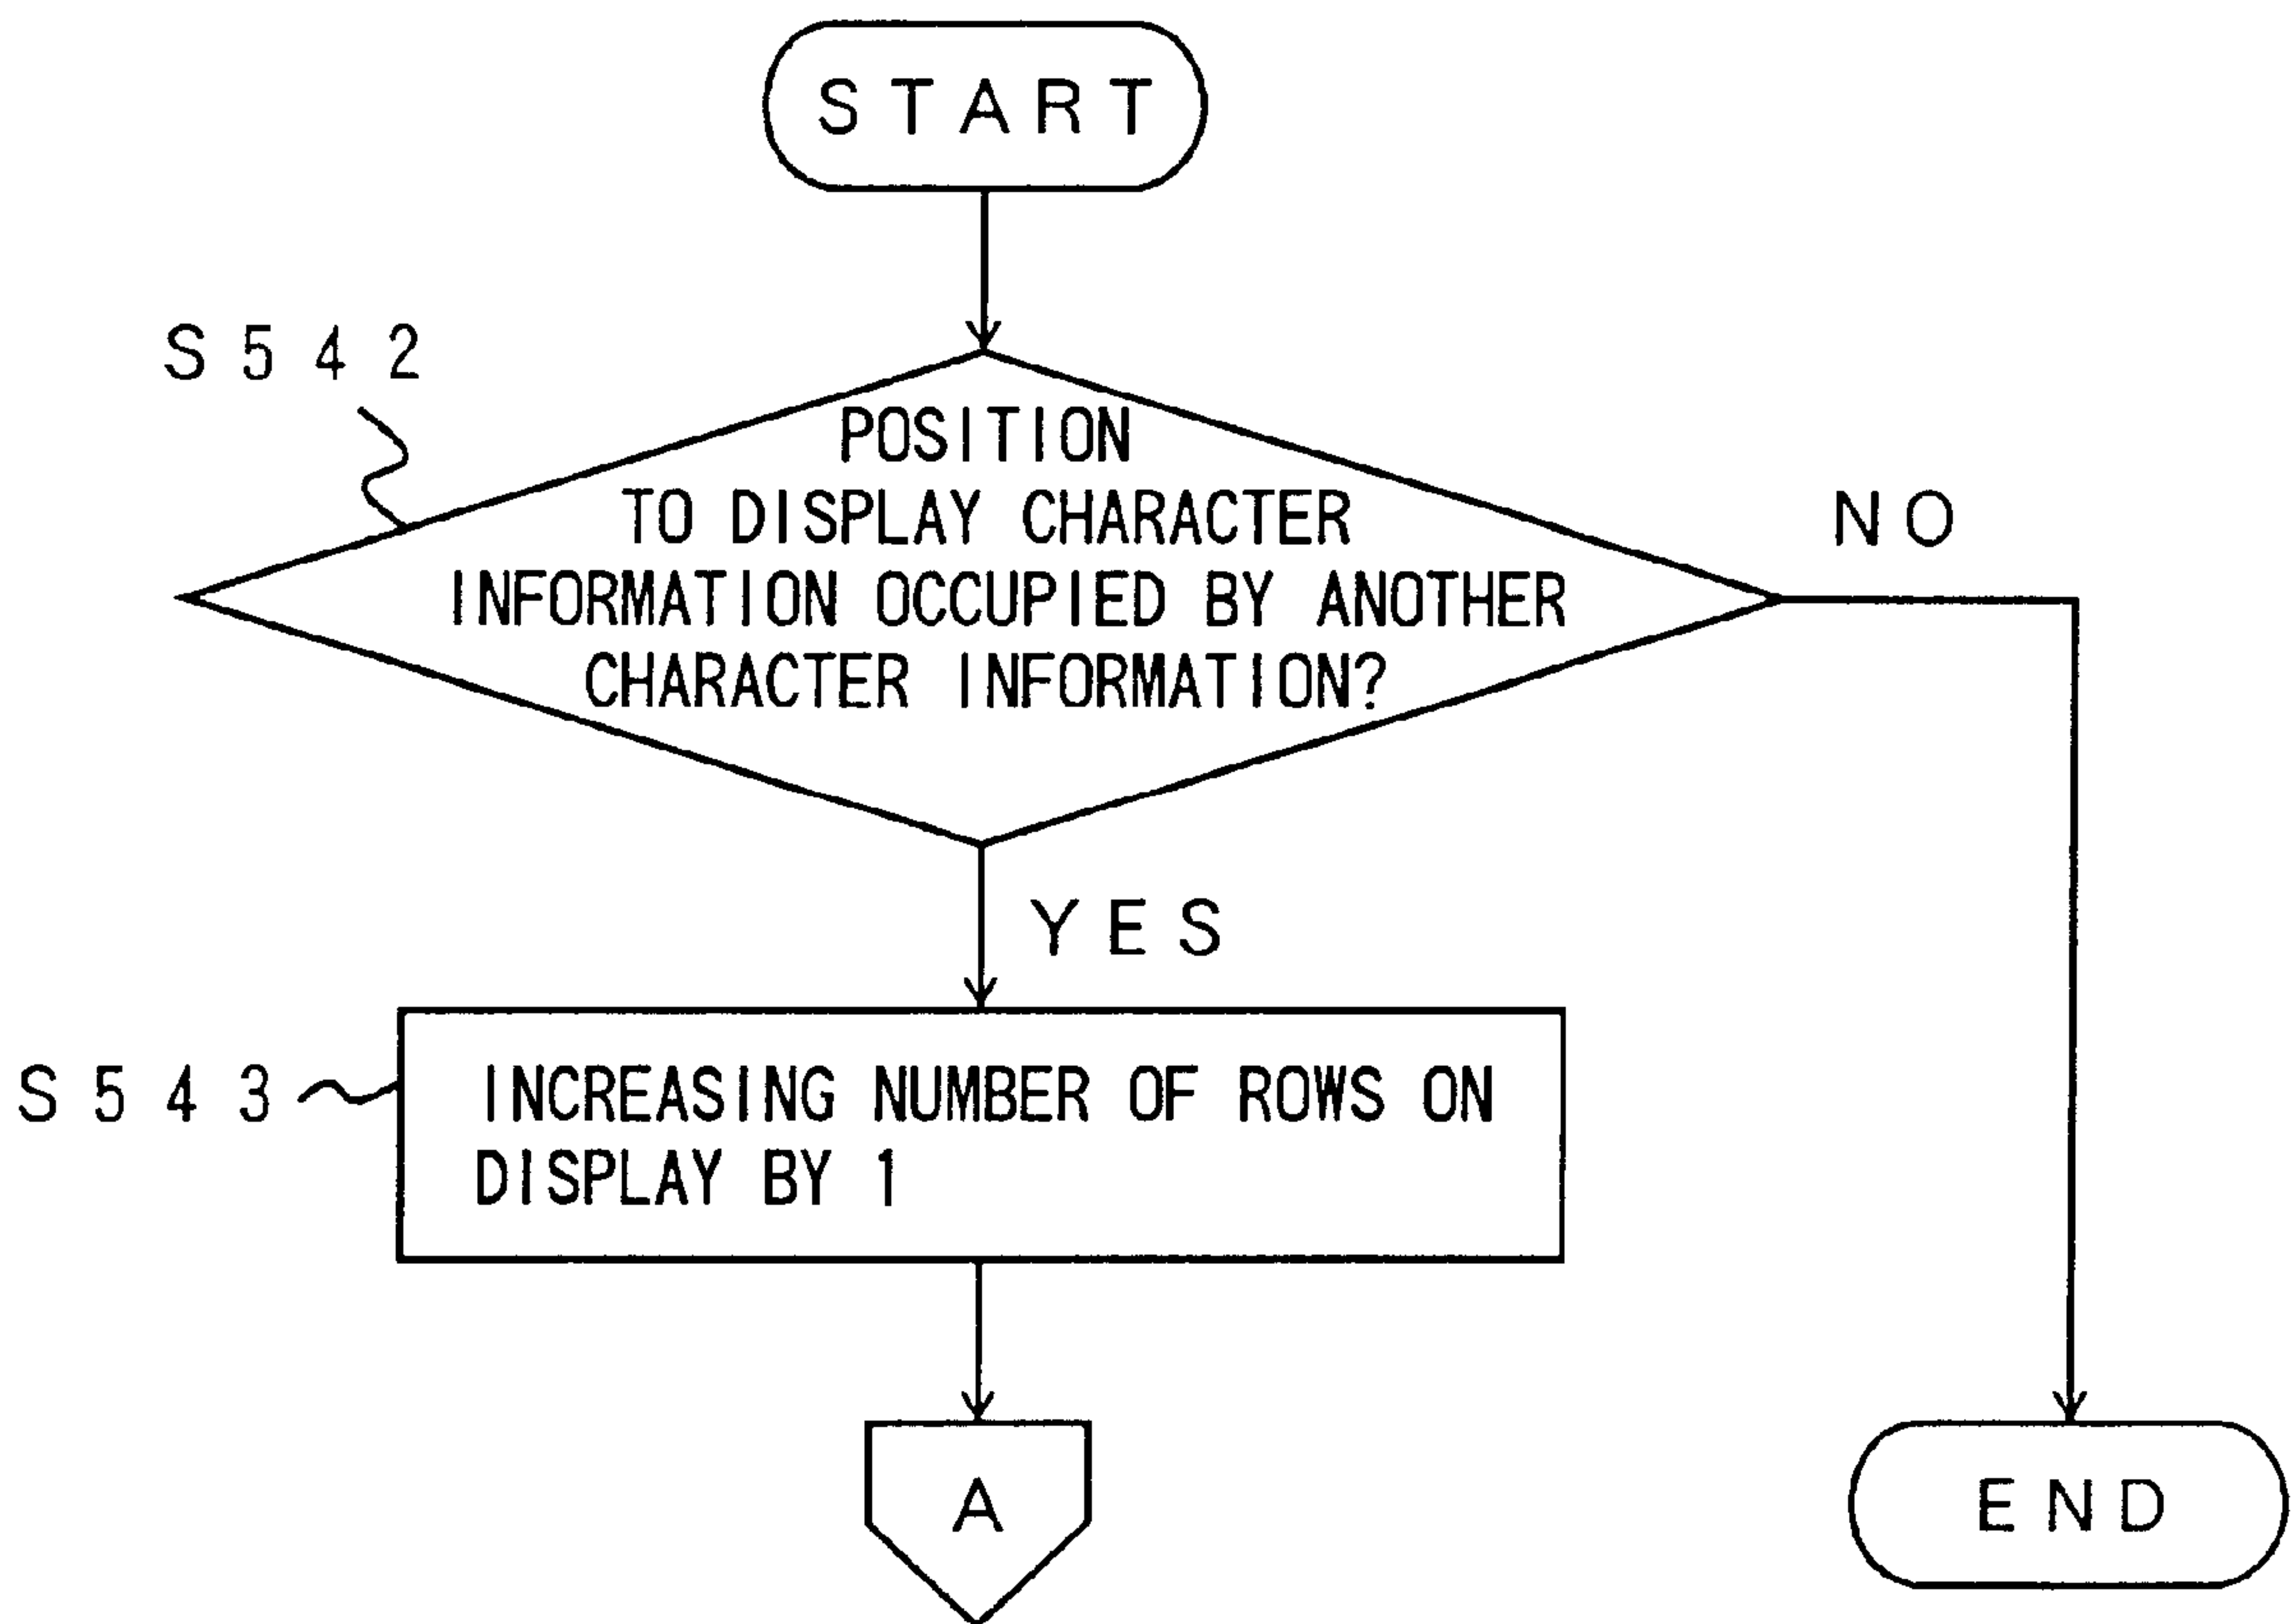 START
S542
POSITION
TO DISPLAY CHARACTER
INFORMATION OCCUPIED BY ANOTHER
CHARACTER INFORMATION?
NO
YES
S543
INCREASING NUMBER OF ROWS ON
DISPLAY BY 1
A
END